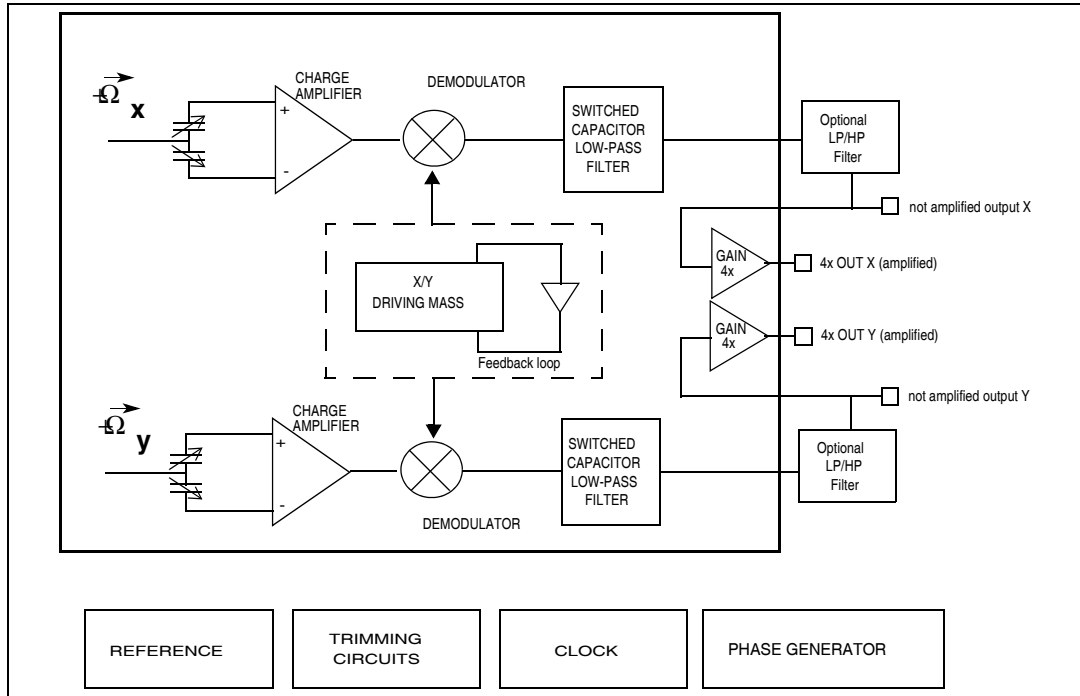 +Ω x
CHARGE
AMPLIFIER
+
-
DEMODULATOR
SWITCHED
CAPACITOR
LOW-PASS
FILTER
Optional
LP/HP
Filter
not amplified output X
GAIN
4x
4x OUT X (amplified)
X/Y
DRIVING MASS
Feedback loop
GAIN
4x
4x OUT Y (amplified)
not amplified output Y
+Ω y
CHARGE
AMPLIFIER
+
-
DEMODULATOR
SWITCHED
CAPACITOR
LOW-PASS
FILTER
Optional
LP/HP
Filter
REFERENCE
TRIMMING
CIRCUITS
CLOCK
PHASE GENERATOR